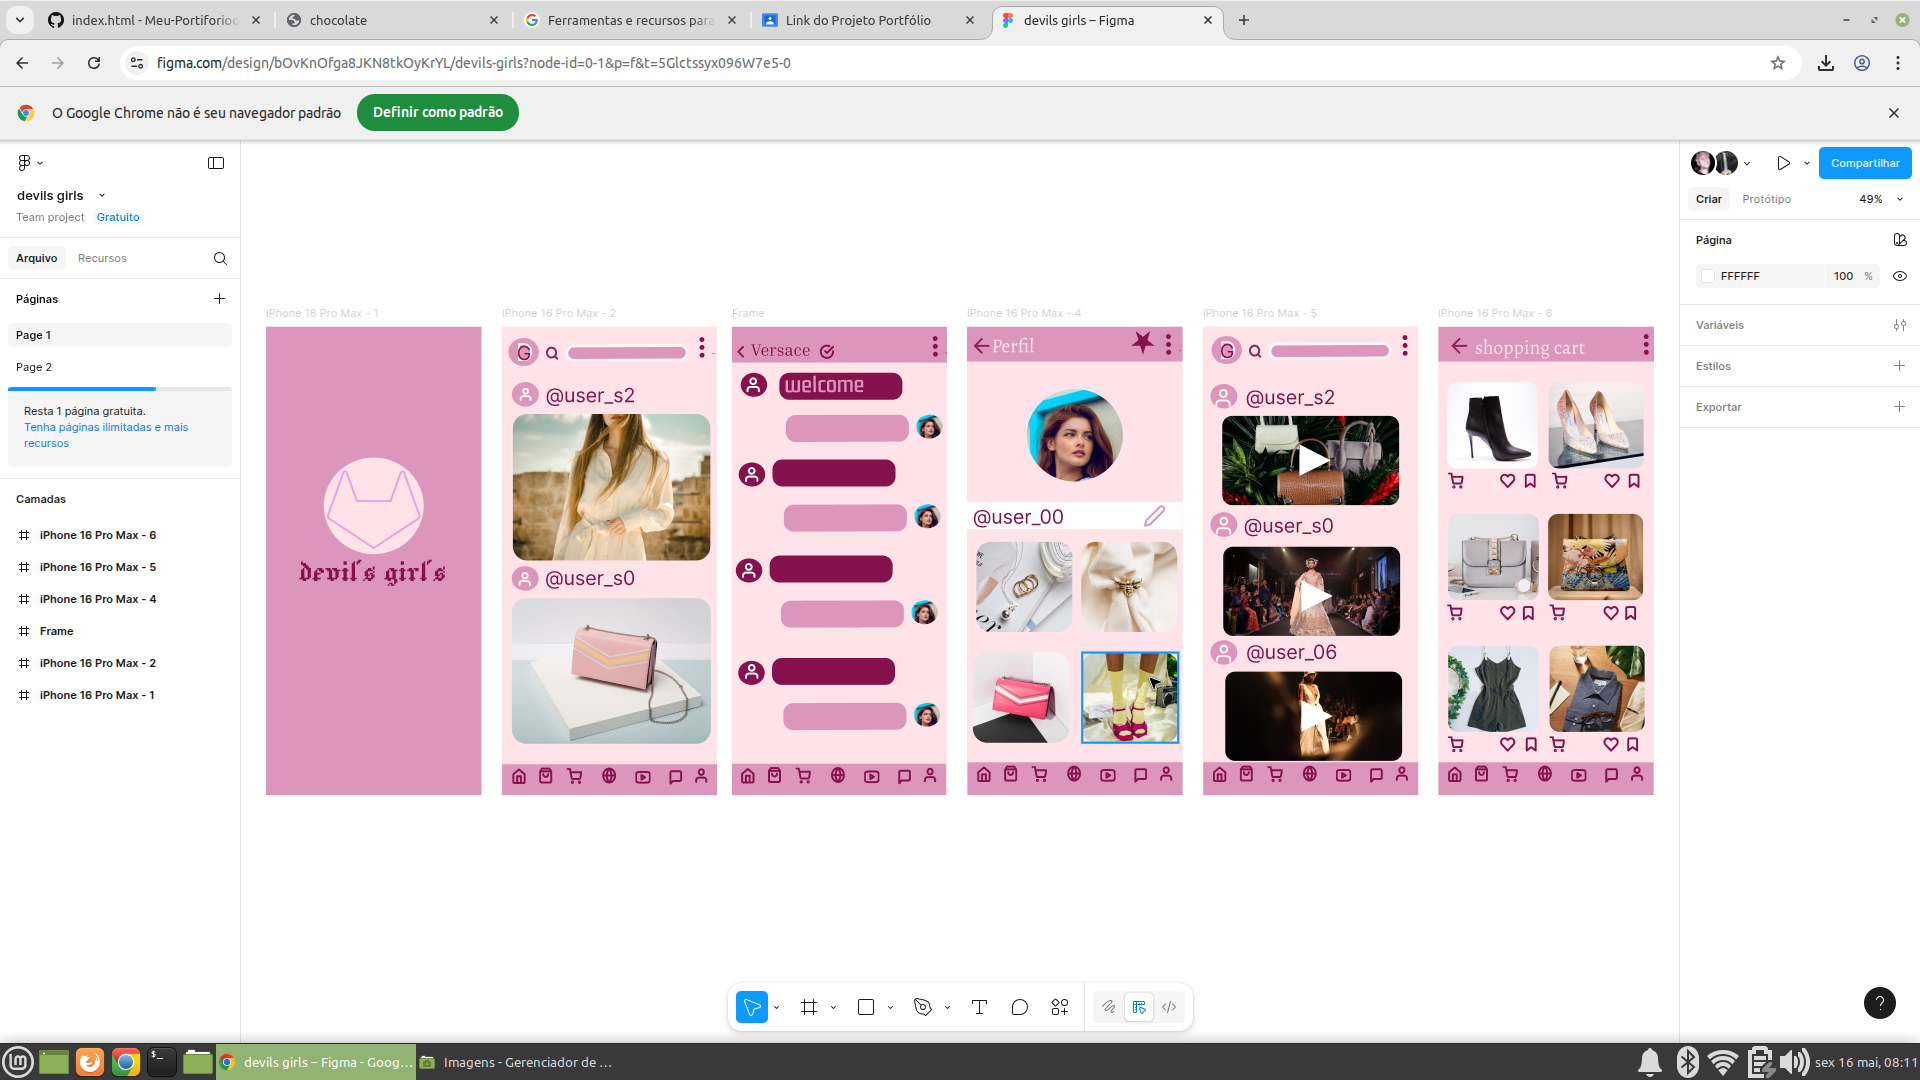 index.html - Meu-Portiforioo
chocolate
Ferramentas e recursos para
Link do Projeto Portfólio
devils girls – Figma
figma.com/design/bOvKnOfga8JKN8tkOyKrYL/devils-girls?node-id=0-1&p=f&t=5Glctssyx096W7e5-0
O Google Chrome não é seu navegador padrão
Definir como padrão
devils girls
Team project Gratuito
Arquivo Recursos
Páginas
Page 1
Page 2
Resta 1 página gratuita.
Tenha páginas ilimitadas e mais
recursos
Camadas
iPhone 16 Pro Max - 6
iPhone 16 Pro Max - 5
iPhone 16 Pro Max - 4
Frame
iPhone 16 Pro Max - 2
iPhone 16 Pro Max - 1
iPhone 16 Pro Max - 1
devil's girl's
iPhone 16 Pro Max - 2
G
@user_s2
@user_s0
Frame
Versace
welcome
iPhone 16 Pro Max - 4
Perfil
@user_00
iPhone 16 Pro Max - 5
G
@user_s2
@user_s0
@user_06
iPhone 16 Pro Max - 6
shopping cart
Compartilhar
Criar Protótipo 49%
Página
FFFFFF 100 %
Variáveis
Estilos
Exportar
?
devils girls – Figma - Goog...
Imagens - Gerenciador de ...
sex 16 mai, 08:11